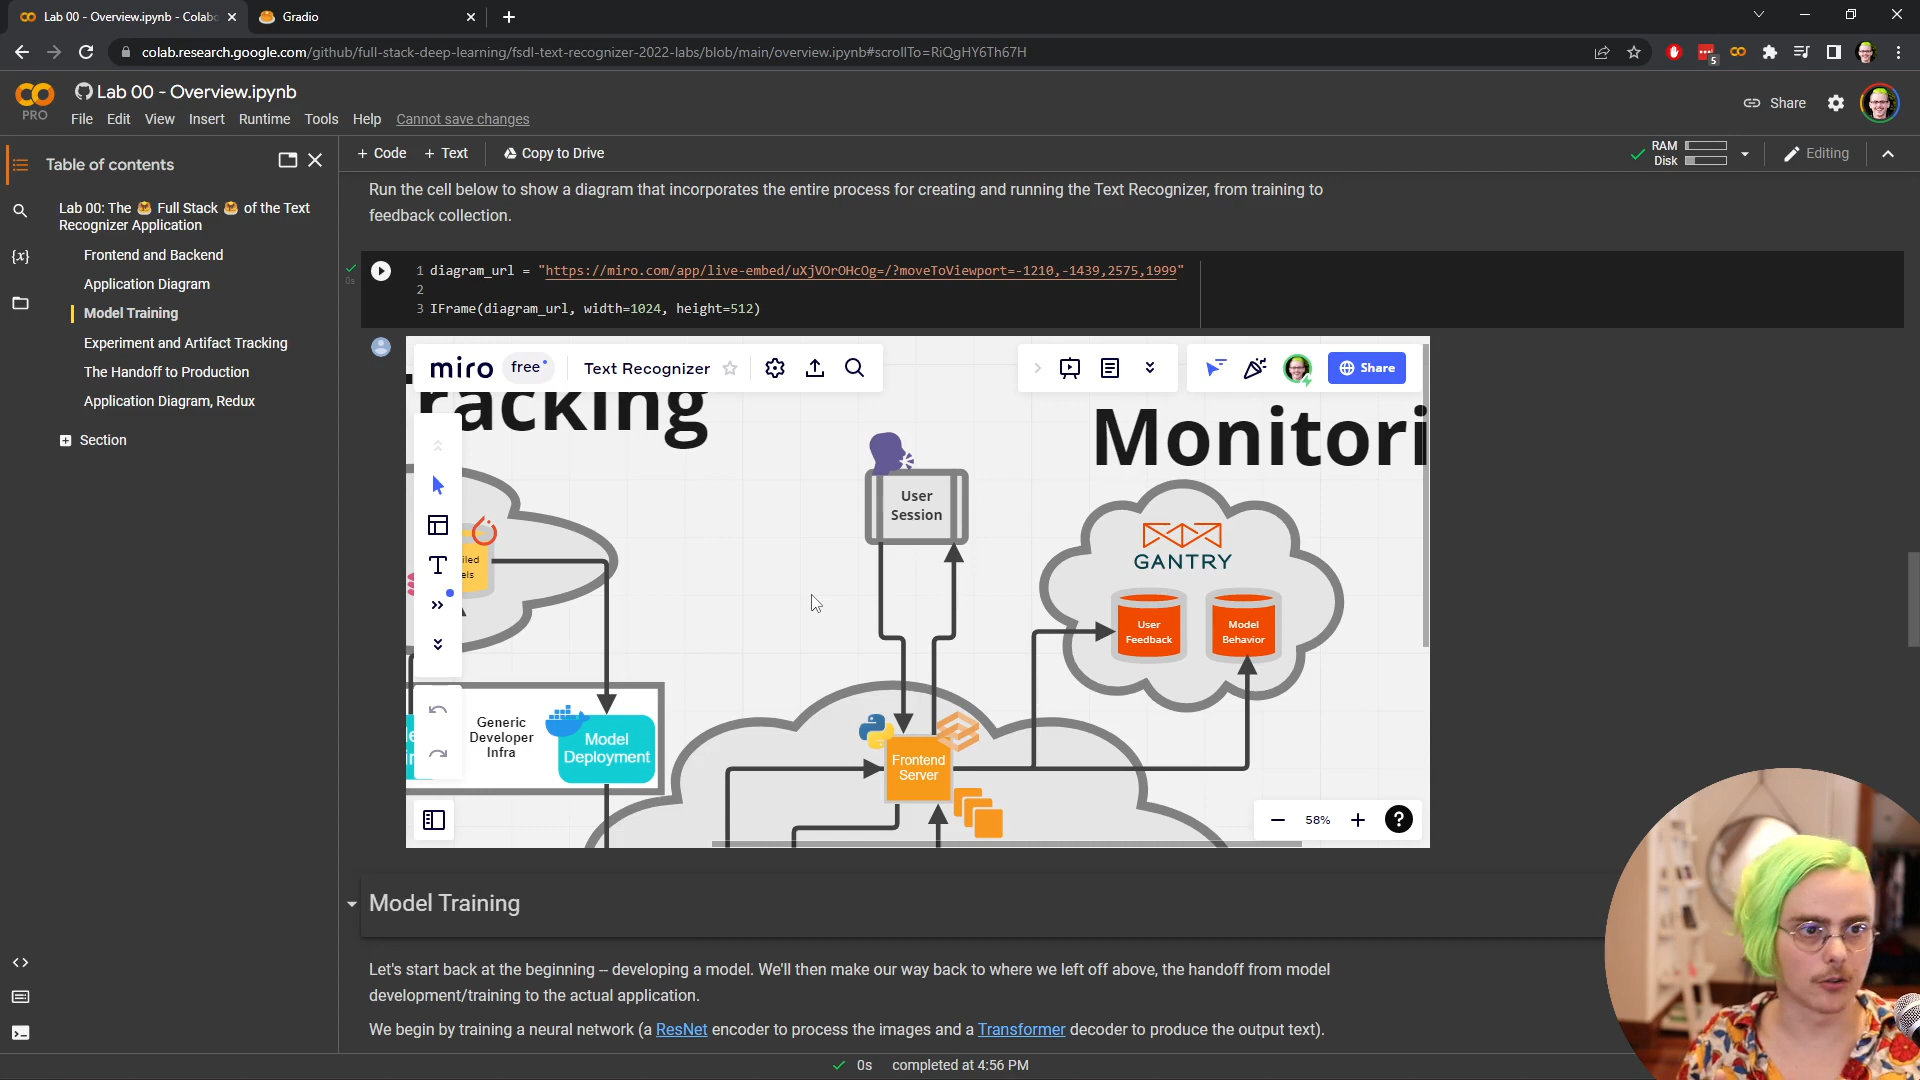 Lab 00 - Overview.ipynb - Colabo
Gradio
colab.research.google.com/github/full-stack-deep-learning/fsdl-text-recognizer-2022-labs/blob/main/overview.ipynb#scrollTo=RiQgHY6Th67H
5
PRO
Lab 00 - Overview.ipynb
File Edit View Insert Runtime Tools Help Cannot save changes
Share
Table of contents
+ Code + Text Copy to Drive
RAM
Disk
Editing
Lab 00: The Full Stack of the Text
Recognizer Application
Frontend and Backend
Application Diagram
Model Training
Experiment and Artifact Tracking
The Handoff to Production
Application Diagram, Redux
Section
{x}
Run the cell below to show a diagram that incorporates the entire process for creating and running the Text Recognizer, from training to
feedback collection.
0s
1 diagram_url = "https://miro.com/app/live-embed/uXjVOrOHcOg=/?moveToViewport=-1210,-1439,2575,1999"
2
3 IFrame(diagram_url, width=1024, height=512)
miro free Text Recognizer
Share
racking
Monitori
User
Session
GANTRY
User
Feedback
Model
Behavior
iled
els
Generic
Developer
Infra
Model
Deployment
Frontend
Server
58%
?
Model Training
Let's start back at the beginning -- developing a model. We'll then make our way back to where we left off above, the handoff from model
development/training to the actual application.
We begin by training a neural network (a ResNet encoder to process the images and a Transformer decoder to produce the output text).
0s completed at 4:56 PM